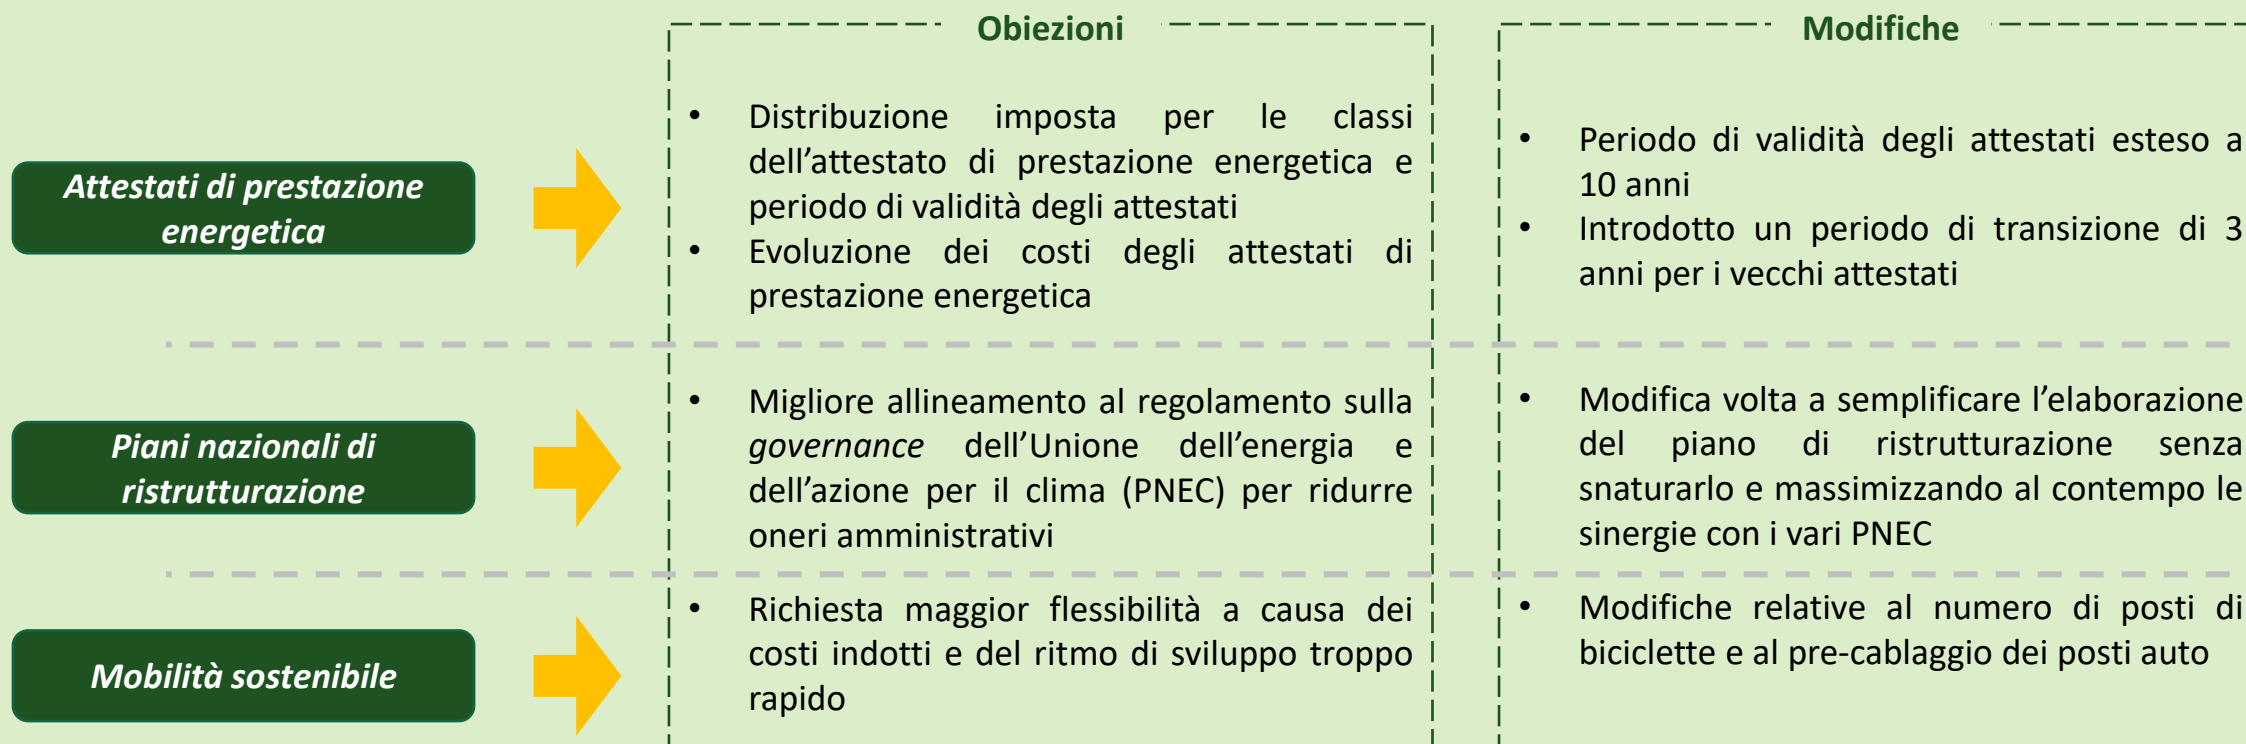 Obiezioni
Modifiche
Attestati di prestazione
energetica
• Distribuzione imposta per le classi
dell’attestato di prestazione energetica e
periodo di validità degli attestati
• Evoluzione dei costi degli attestati di
prestazione energetica
• Periodo di validità degli attestati esteso a
10 anni
• Introdotto un periodo di transizione di 3
anni per i vecchi attestati
Piani nazionali di
ristrutturazione
• Migliore allineamento al regolamento sulla
governance dell’Unione dell’energia e
dell’azione per il clima (PNEC) per ridurre
oneri amministrativi
• Modifica volta a semplificare l’elaborazione
del piano di ristrutturazione senza
snaturarlo e massimizzando al contempo le
sinergie con i vari PNEC
Mobilità sostenibile
• Richiesta maggior flessibilità a causa dei
costi indotti e del ritmo di sviluppo troppo
rapido
• Modifiche relative al numero di posti di
biciclette e al pre-cablaggio dei posti auto